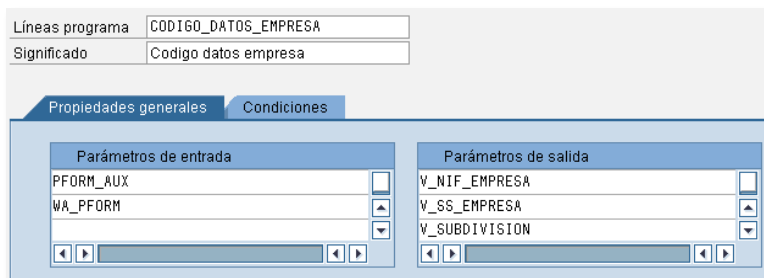 Líneas programa CODIGO_DATOS_EMPRESA
Significado Codigo datos empresa
Propiedades generales Condiciones
Parámetros de entrada Parámetros de salida
PFORM_AUX V_NIF_EMPRESA
WA_PFORM V_SS_EMPRESA
V_SUBDIVISION